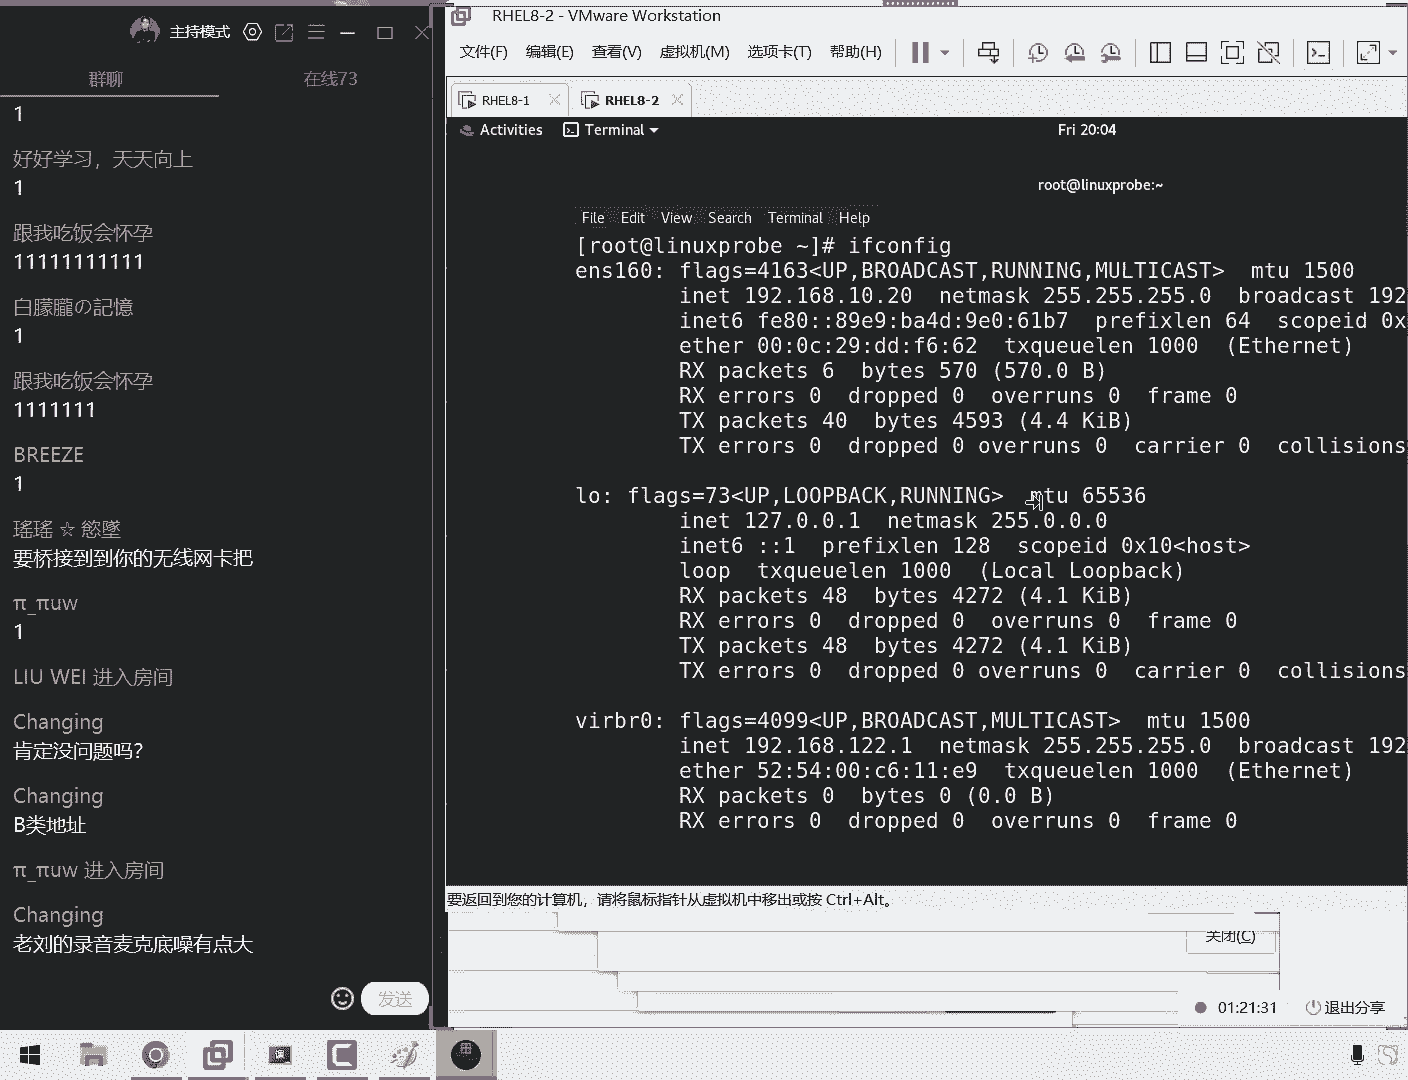 主持模式
群聊
在线73
1
好好学习，天天向上
1
跟我吃饭会怀孕
11111111111
白朦朧の記憶
1
跟我吃饭会怀孕
1111111
BREEZE
1
瑤瑤 ☆ 慾墜
要桥接到到你的无线网卡把
π_πuw
1
LIU WEI 进入房间
Changing
肯定没问题吗?
Changing
B类地址
π_πuw 进入房间
Changing
老刘的录音麦克底噪有点大
发送
RHEL8-2 - VMware Workstation
文件(F) 编辑(E) 查看(V) 虚拟机(M) 选项卡(T) 帮助(H)
RHEL8-1
RHEL8-2
Activities Terminal Fri 20:04
root@linuxprobe:~
File Edit View Search Terminal Help
[root@linuxprobe ~]# ifconfig
ens160: flags=4163<UP,BROADCAST,RUNNING,MULTICAST>  mtu 1500
inet 192.168.10.20  netmask 255.255.255.0  broadcast 192
inet6 fe80::89e9:ba4d:9e0:61b7  prefixlen 64  scopeid 0x
ether 00:0c:29:dd:f6:62  txqueuelen 1000  (Ethernet)
RX packets 6  bytes 570 (570.0 B)
RX errors 0  dropped 0  overruns 0  frame 0
TX packets 40  bytes 4593 (4.4 KiB)
TX errors 0  dropped 0 overruns 0  carrier 0  collisions
lo: flags=73<UP,LOOPBACK,RUNNING>  mtu 65536
inet 127.0.0.1  netmask 255.0.0.0
inet6 ::1  prefixlen 128  scopeid 0x10<host>
loop  txqueuelen 1000  (Local Loopback)
RX packets 48  bytes 4272 (4.1 KiB)
RX errors 0  dropped 0  overruns 0  frame 0
TX packets 48  bytes 4272 (4.1 KiB)
TX errors 0  dropped 0 overruns 0  carrier 0  collisions
virbr0: flags=4099<UP,BROADCAST,MULTICAST>  mtu 1500
inet 192.168.122.1  netmask 255.255.255.0  broadcast 192
ether 52:54:00:c6:11:e9  txqueuelen 1000  (Ethernet)
RX packets 0  bytes 0 (0.0 B)
RX errors 0  dropped 0  overruns 0  frame 0
要返回到您的计算机，请将鼠标指针从虚拟机中移出或按 Ctrl+Alt。
关闭(C)
01:21:31 退出分享